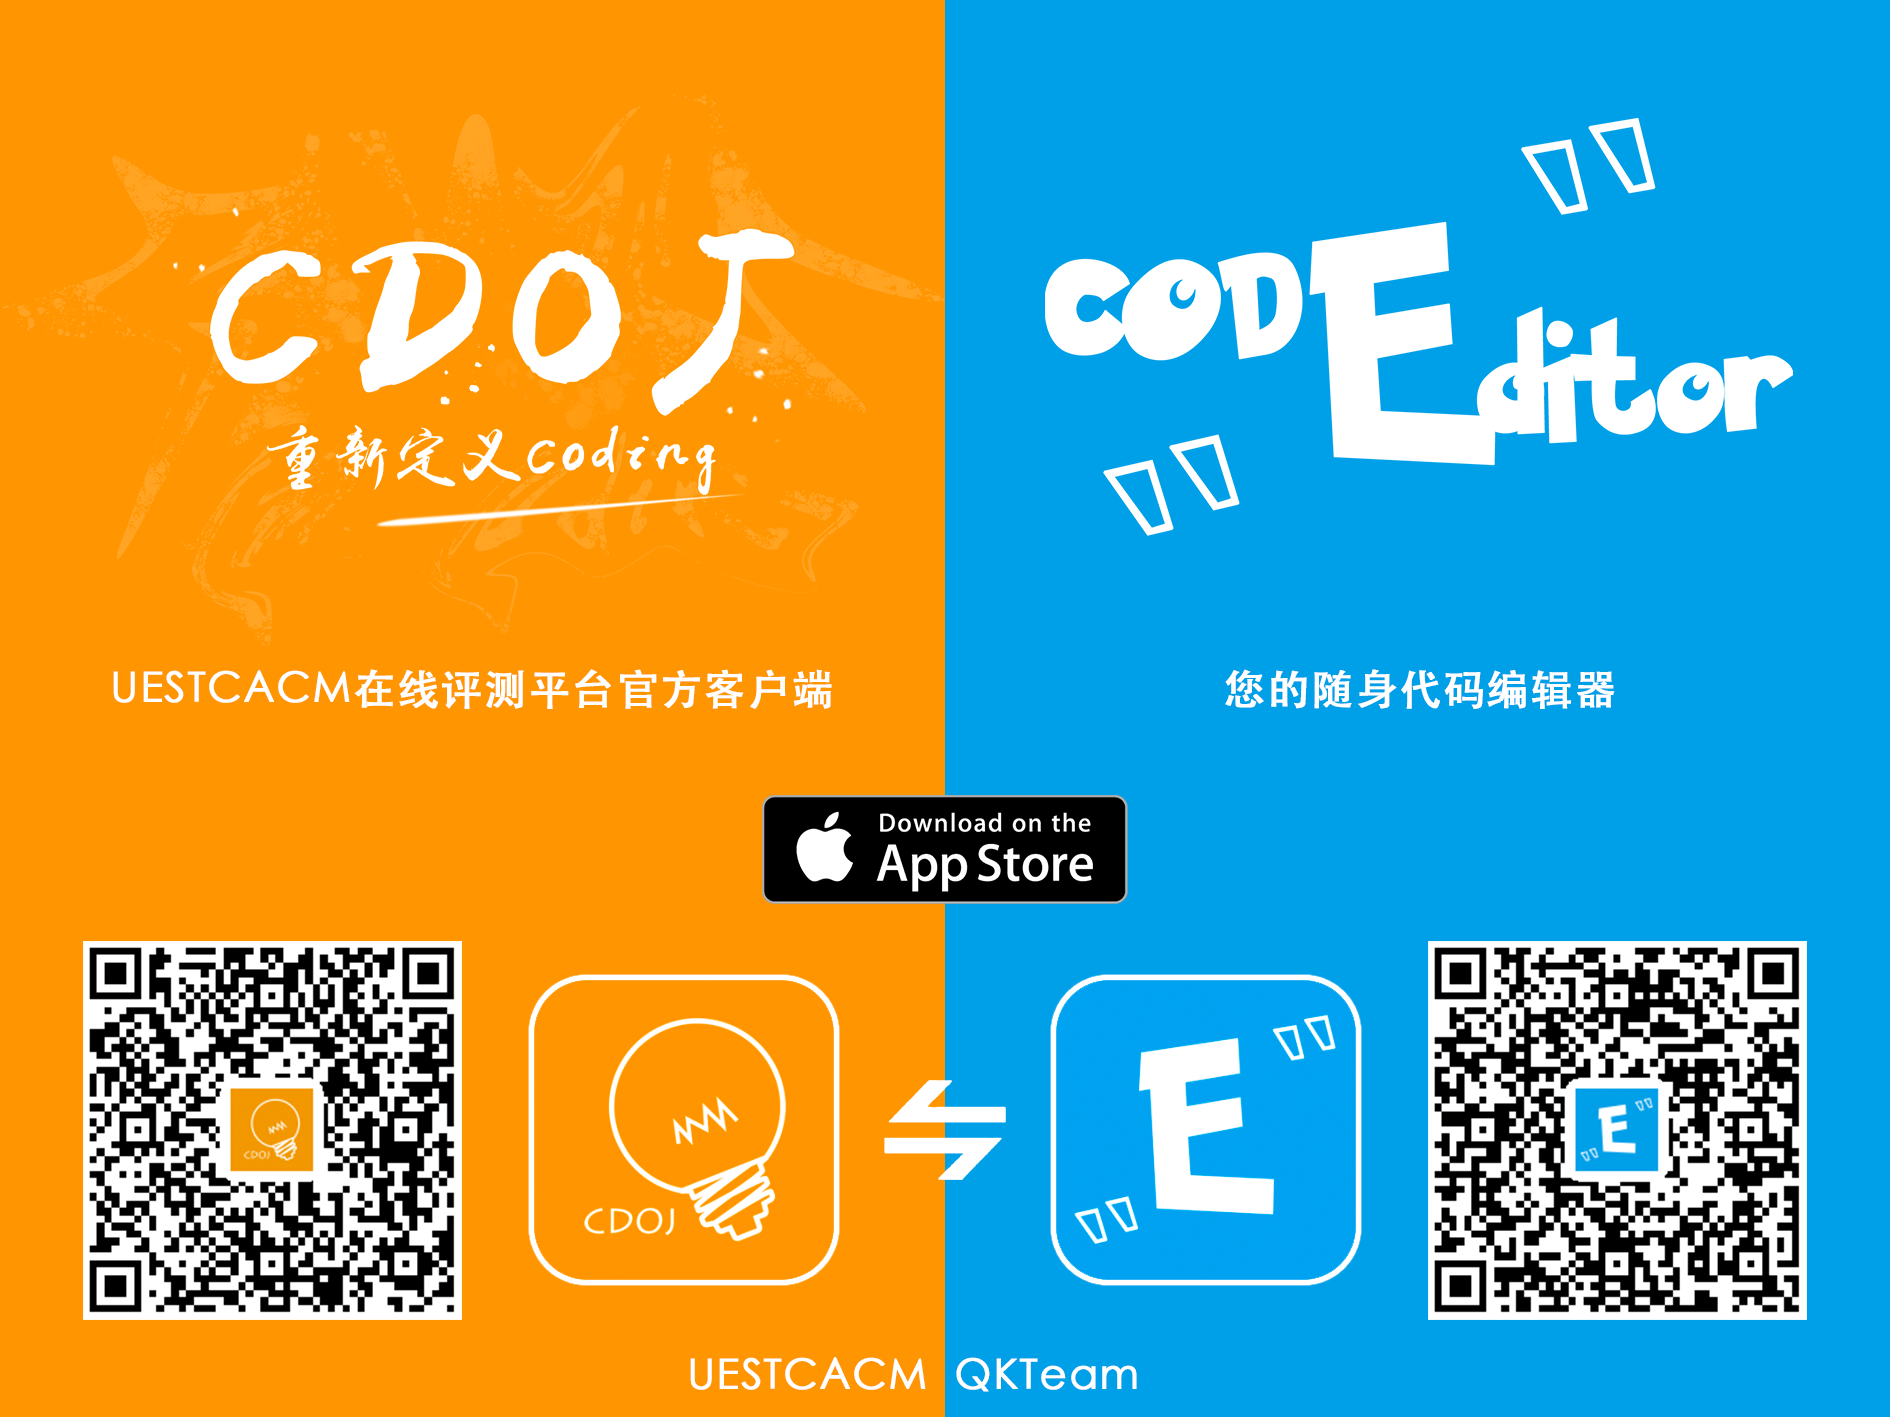 CDOJ
重新定义coding
UESTCACM在线评测平台官方客户端
CODEditor
您的随身代码编辑器
Download on the
App Store
CDOJ
CDOJ
E
E
UESTCACM QKTeam